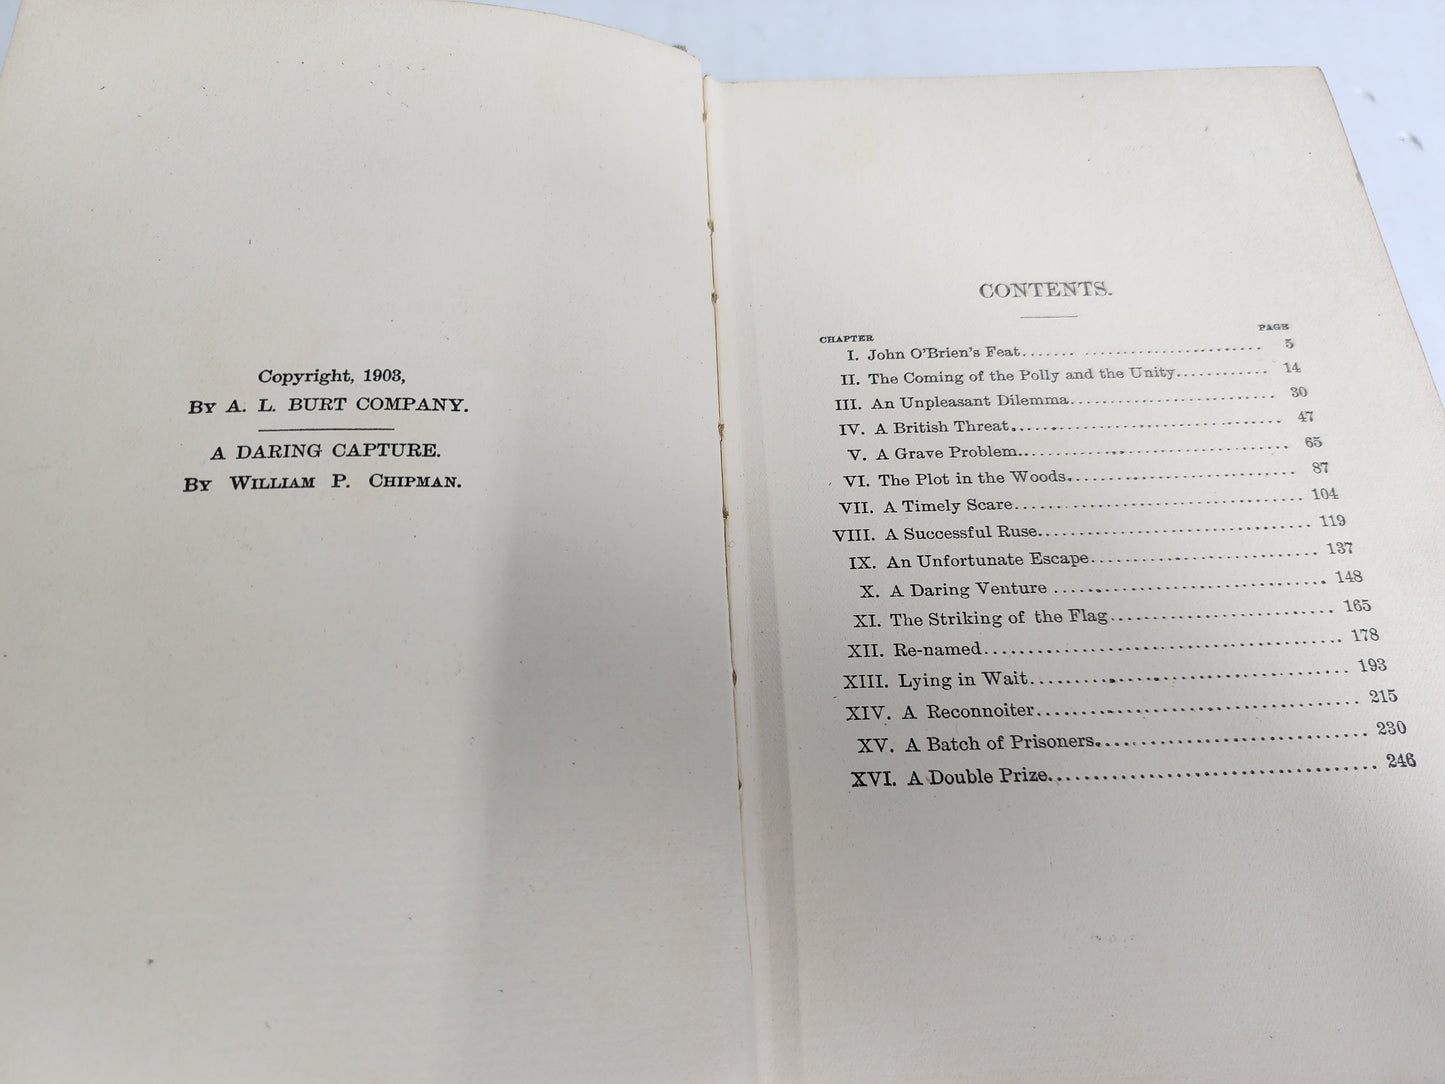 Copyright, 1903,
By A. L. BURT COMPANY.
A DARING CAPTURE.
By William P. Chipman.
CONTENTS.
CHAPTER PAGE
I. John O'Brien's Feat 5
II. The Coming of the Polly and the Unity 14
III. An Unpleasant Dilemma 30
IV. A British Threat 47
V. A Grave Problem 65
VI. The Plot in the Woods 87
VII. A Timely Scare 104
VIII. A Successful Ruse 119
IX. An Unfortunate Escape 137
X. A Daring Venture 148
XI. The Striking of the Flag 165
XII. Re-named 178
XIII. Lying in Wait 193
XIV. A Reconnoiter 215
XV. A Batch of Prisoners 230
XVI. A Double Prize 246